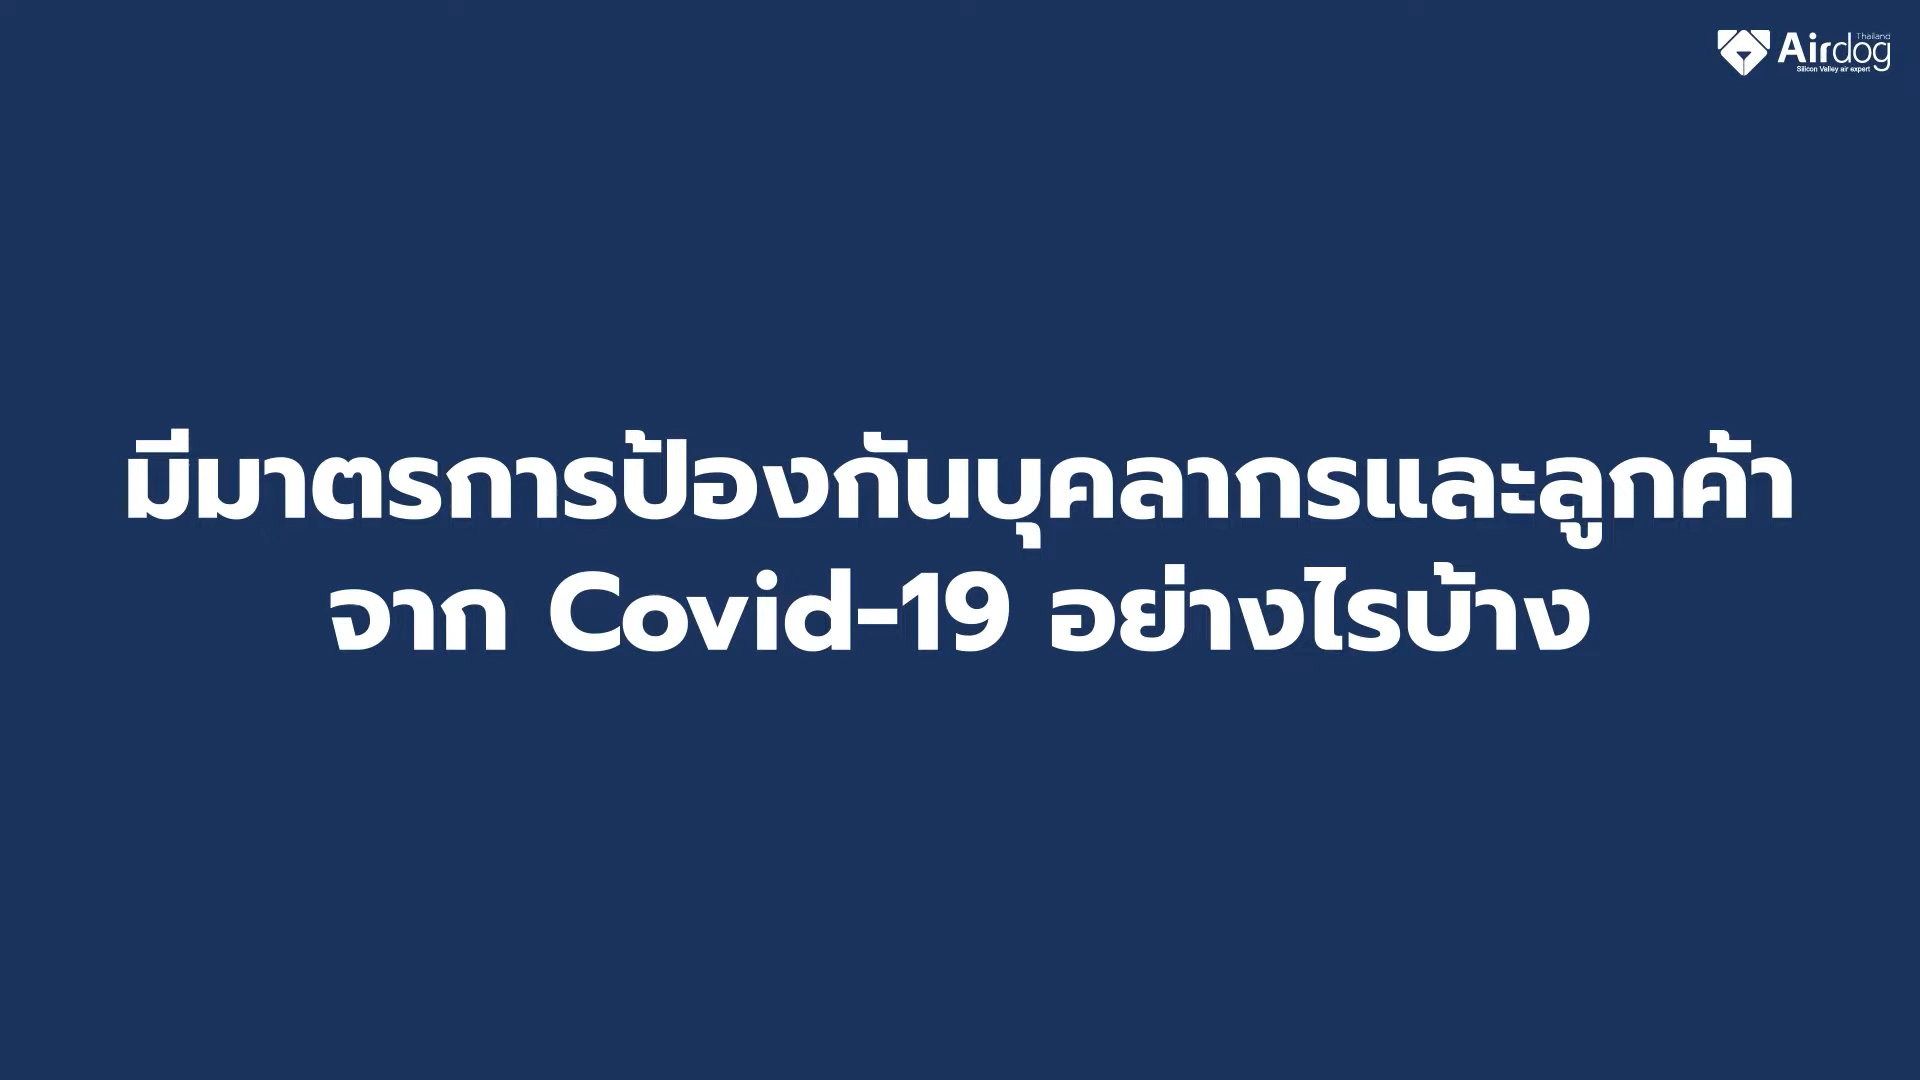 Thailand
Airdog
Silicon Valley air expert
มีมาตรการป้องกันบุคลากรและลูกค้า
จาก Covid-19 อย่างไรบ้าง